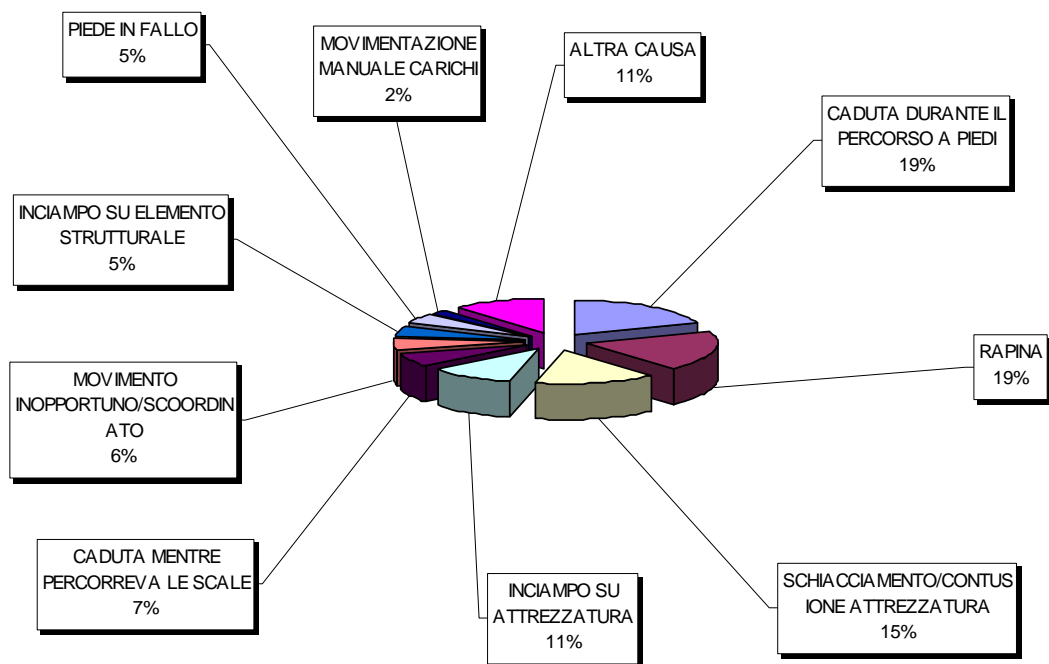 PIEDE IN FALLO
5%
MOVIMENTAZIONE
MANUALE CARICHI
2%
ALTRA CAUSA
11%
CADUTA DURANTE IL
PERCORSO A PIEDI
19%
INCIAMPO SU ELEMENTO
STRUTTURALE
5%
RAPINA
19%
MOVIMENTO
INOPPORTUNO/SCOORDIN
ATO
6%
CADUTA MENTRE
PERCORREVA LE SCALE
7%
INCIAMPO SU
ATTREZZATURA
11%
SCHIACCIAMENTO/CONTUS
IONE ATTREZZATURA
15%